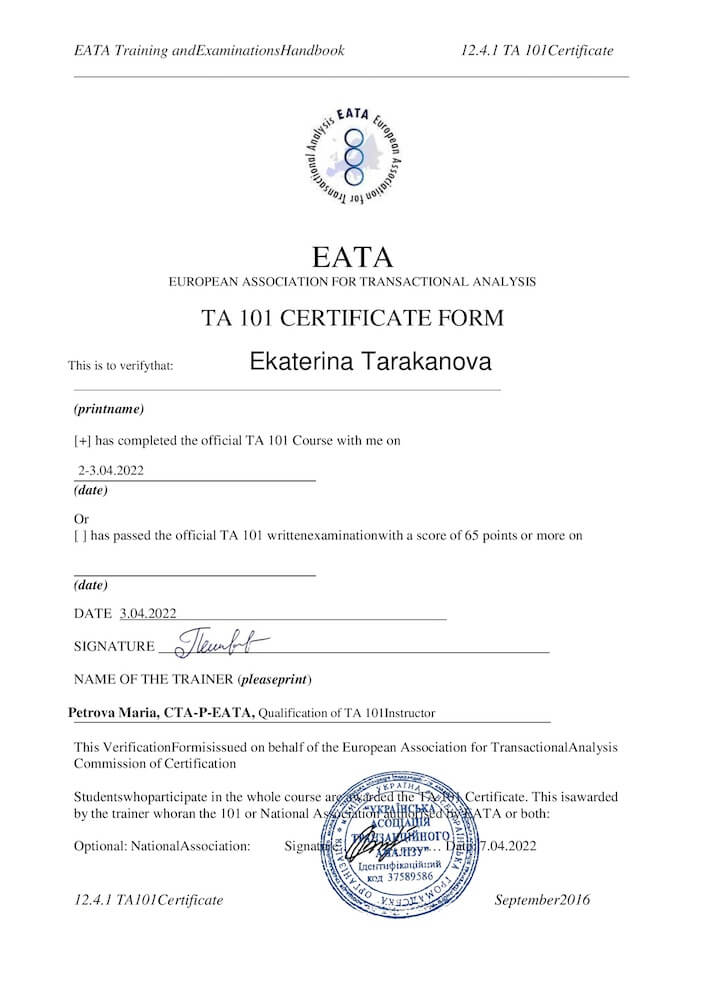 EATA Training andExaminationsHandbook 12.4.1 TA 101Certificate
EATA European Association for Transactional Analysis
EATA
EUROPEAN ASSOCIATION FOR TRANSACTIONAL ANALYSIS
TA 101 CERTIFICATE FORM
This is to verifythat: Ekaterina Tarakanova
(printname)
[+] has completed the official TA 101 Course with me on
2-3.04.2022
(date)
Or
[ ] has passed the official TA 101 writtenexaminationwith a score of 65 points or more on
(date)
DATE 3.04.2022
SIGNATURE
NAME OF THE TRAINER (pleaseprint)
Petrova Maria, CTA-P-EATA, Qualification of TA 101Instructor
This VerificationFormisissued on behalf of the European Association for TransactionalAnalysis
Commission of Certification
Studentswhoparticipate in the whole course are awarded the TA 101 Certificate. This isawarded
by the trainer whoran the 101 or National Association authorised by EATA or both:
Optional: NationalAssociation: Signature Date 7.04.2022
УКРАЇНА
"УКРАЇНСЬКА
АСОЦІАЦІЯ
ТРАНЗАКЦІЙНОГО
АНАЛІЗУ"
Ідентифікаційний
код 37589586
12.4.1 TA101Certificate September2016